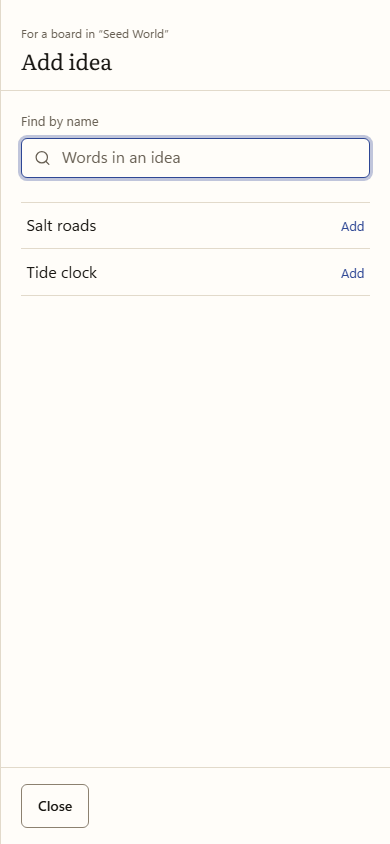 For a board in “Seed World”
Add idea
Find by name
Words in an idea
Salt roads Add
Tide clock Add
Close